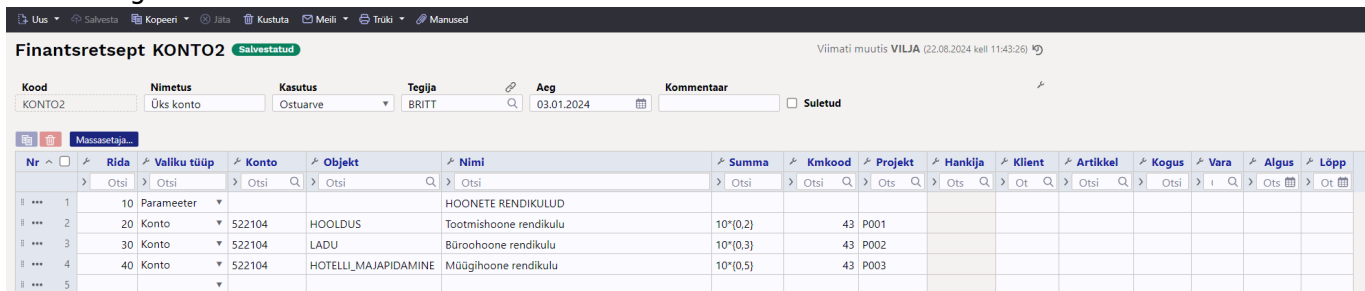 Uus Salvesta Kopeeri Jäta Kustuta Meili Trüki Manused
Finantsretsept KONTO2 Salvestatud Viimati muutis VILJA (22.08.2024 kell 11:43:26)
Kood Nimetus Kasutus Tegija Aeg Kommentaar
KONTO2 Üks konto Ostuarve BRITT 03.01.2024 Suletud
Massasetaja...
Nr Rida Valiku tüüp Konto Objekt Nimi Summa Kmkood Projekt Hankija Klient Artikkel Kogus Vara Algus Lõpp
Otsi Otsi Otsi Otsi Otsi Otsi Otsi Ots Ots Ot Otsi Otsi Ots Ot
1 10 Parameeter HOONETE RENDIKULUD
2 20 Konto 522104 HOOLDUS Tootmishoone rendikulu 10*{0,2} 43 P001
3 30 Konto 522104 LADU Bürohoone rendikulu 10*{0,3} 43 P002
4 40 Konto 522104 HOTELLI_MAJAPIDAMINE Müügihoone rendikulu 10*{0,5} 43 P003
5